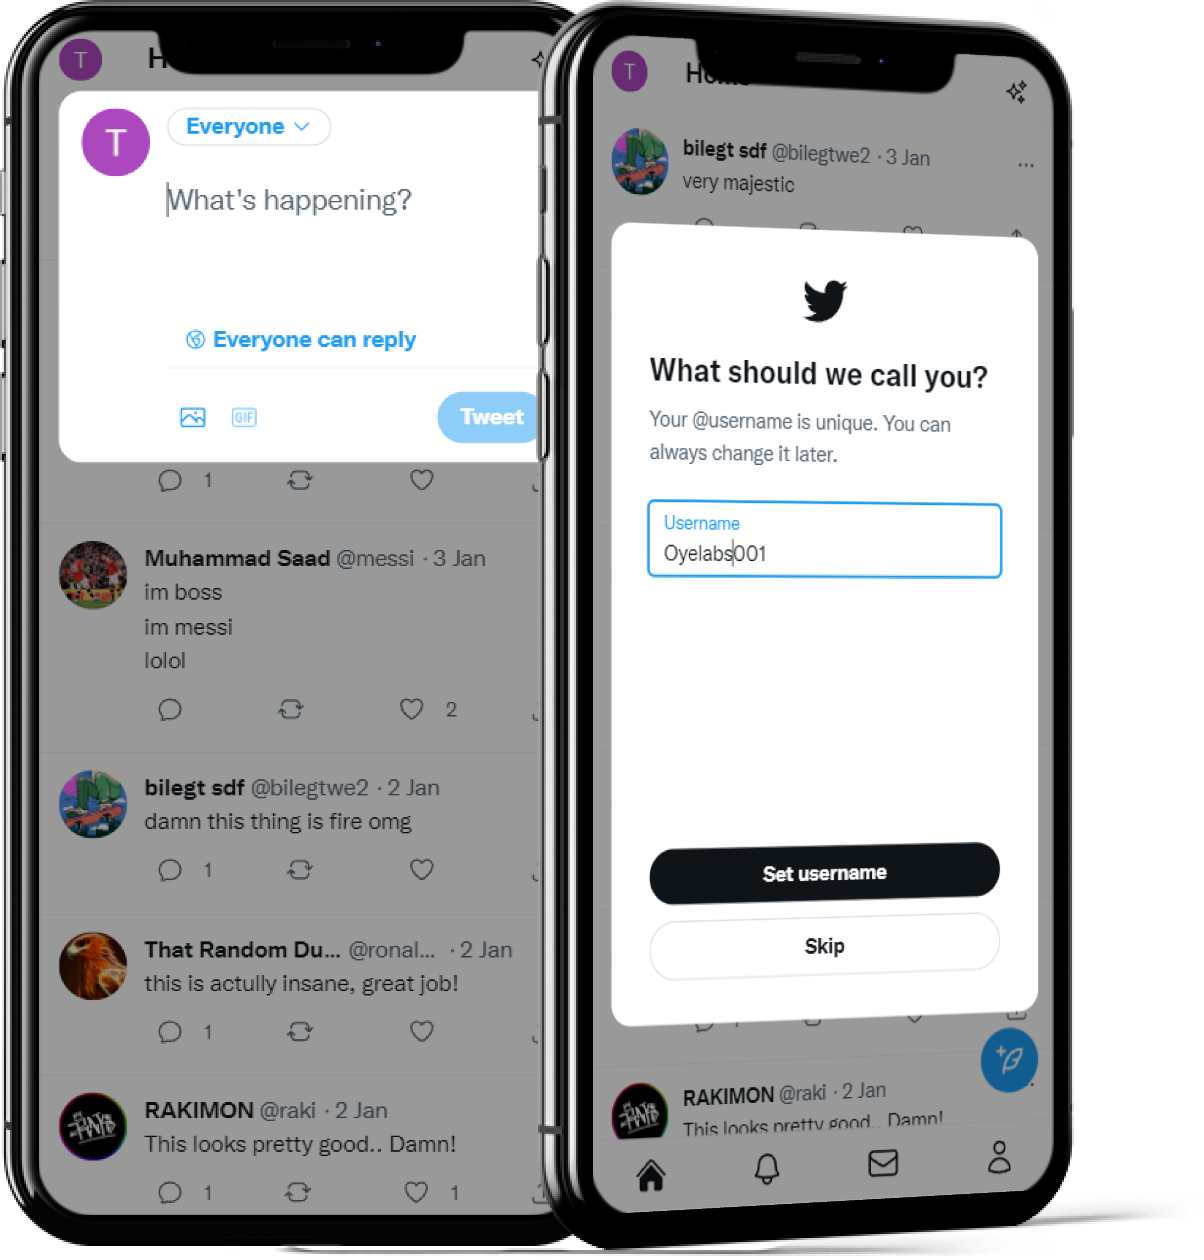 T
H
T
Everyone
What's happening?
Everyone can reply
GIF
Tweet
1
Muhammad Saad @messi · 3 Jan
im boss
im messi
lolol
2
bilegt sdf @bilegtwe2 · 2 Jan
damn this thing is fire omg
1
That Random Du... @ronal... · 2 Jan
this is actully insane, great job!
1
RAKIMON @raki · 2 Jan
This looks pretty good.. Damn!
1 1
T
Home
bilegt sdf @bilegtwe2 · 3 Jan
very majestic
What should we call you?
Your @username is unique. You can
always change it later.
Username
Oyelabs001
Set username
Skip
RAKIMON @raki · 2 Jan
This looks pretty good.. Damn!